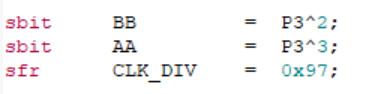 sbit BB = P3^2;
sbit AA = P3^3;
sfr CLK_DIV = 0x97;